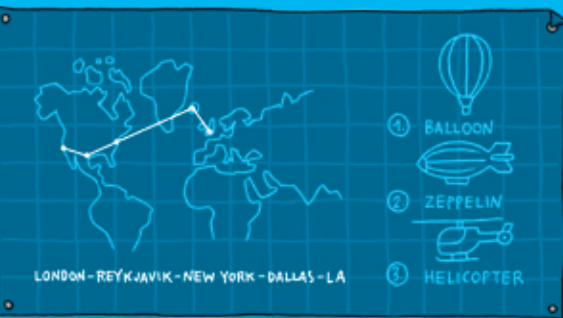 1. BALLOON
2. ZEPPELIN
LONDON-REYKJAVIK-NEW YORK-DALLAS-LA
3. HELICOPTER